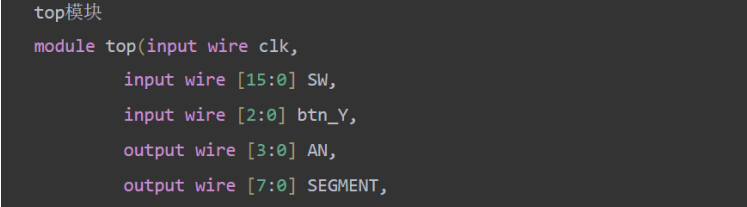 top模块
module top(input wire clk,
input wire [15:0] SW,
input wire [2:0] btn_Y,
output wire [3:0] AN,
output wire [7:0] SEGMENT,